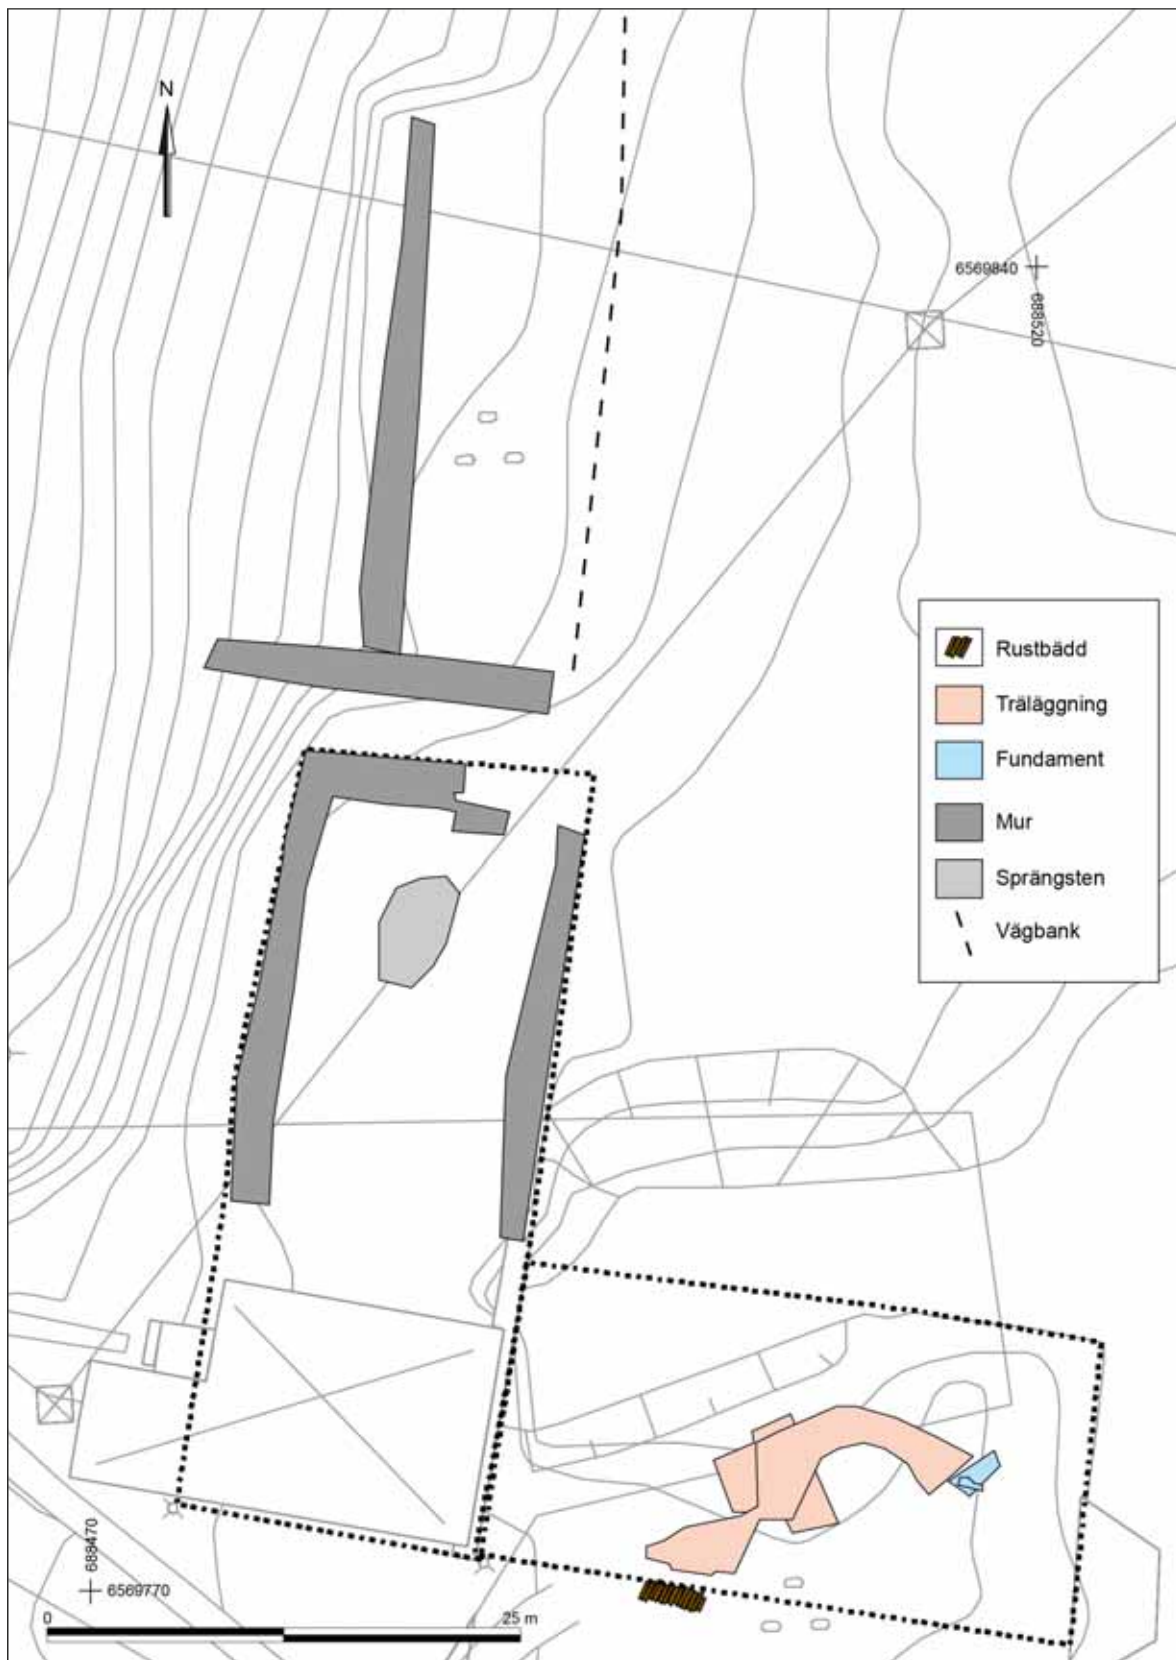 N
6569840
688520
Rustbädd
Träläggning
Fundament
Mur
Sprängsten
Vägbank
688470
6569770
0
25 m